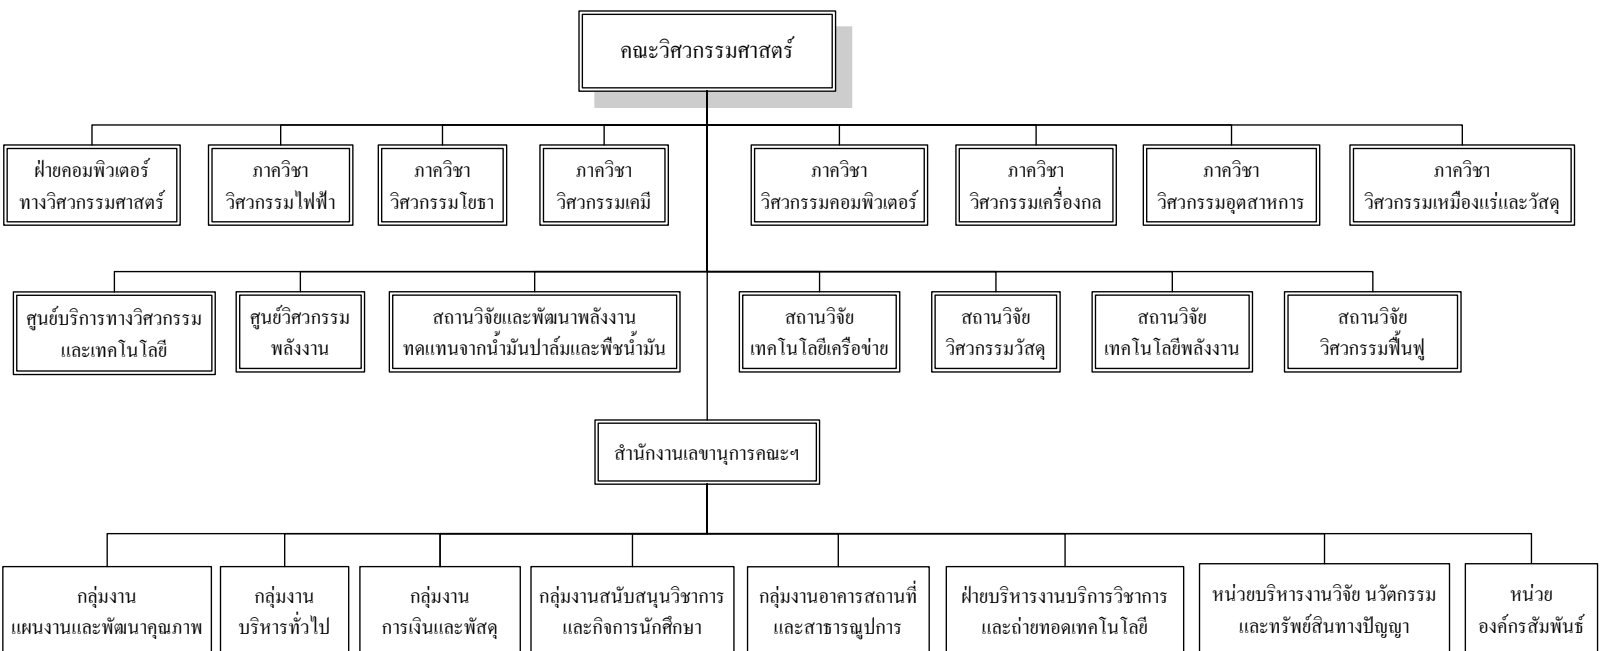 คณะวิศวกรรมศาสตร์
ฝ่ายคอมพิวเตอร์
ทางวิศวกรรมศาสตร์
ภาควิชา
วิศวกรรมไฟฟ้า
ภาควิชา
วิศวกรรมโยธา
ภาควิชา
วิศวกรรมเคมี
ภาควิชา
วิศวกรรมคอมพิวเตอร์
ภาควิชา
วิศวกรรมเครื่องกล
ภาควิชา
วิศวกรรมอุตสาหการ
ภาควิชา
วิศวกรรมเหมืองแร่และวัสดุ
ศูนย์บริการทางวิศวกรรม
และเทคโนโลยี
ศูนย์วิศวกรรม
พลังงาน
สถานวิจัยและพัฒนาพลังงาน
ทดแทนจากน้ำมันปาล์มและพืชน้ำมัน
สถานวิจัย
เทคโนโลยีเครือข่าย
สถานวิจัย
วิศวกรรมวัสดุ
สถานวิจัย
เทคโนโลยีพลังงาน
สถานวิจัย
วิศวกรรมฟื้นฟู
สำนักงานเลขานุการคณะฯ
กลุ่มงาน
แผนงานและพัฒนาคุณภาพ
กลุ่มงาน
บริหารทั่วไป
กลุ่มงาน
การเงินและพัสดุ
กลุ่มงานสนับสนุนวิชาการ
และกิจการนักศึกษา
กลุ่มงานอาคารสถานที่
และสาธารณูปการ
ฝ่ายบริหารงานบริการวิชาการ
และถ่ายทอดเทคโนโลยี
หน่วยบริหารงานวิจัย นวัตกรรม
และทรัพย์สินทางปัญญา
หน่วย
องค์กรสัมพันธ์